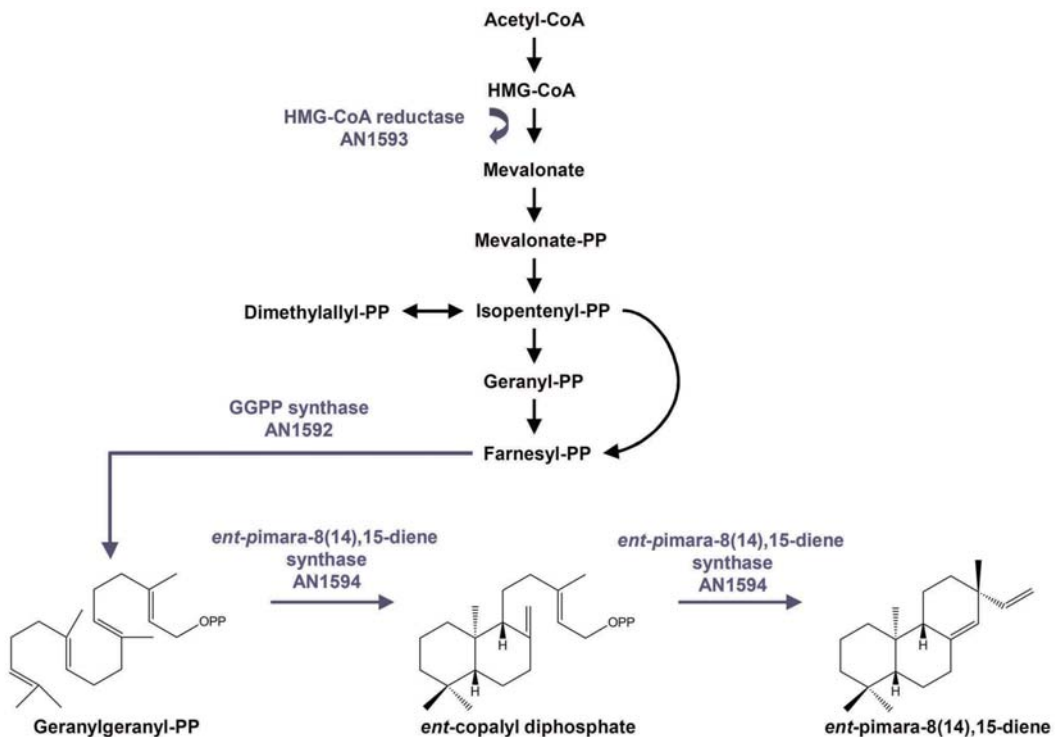 Acetyl-CoA
HMG-CoA
HMG-CoA reductase
AN1593
Mevalonate
Mevalonate-PP
Dimethylallyl-PP
Isopentenyl-PP
Geranyl-PP
GGPP synthase
AN1592
Farnesyl-PP
ent-pimara-8(14),15-diene
synthase
AN1594
ent-pimara-8(14),15-diene
synthase
AN1594
OPP
OPP
H
H
H
H
Geranylgeranyl-PP
ent-copalyl diphosphate
ent-pimara-8(14),15-diene